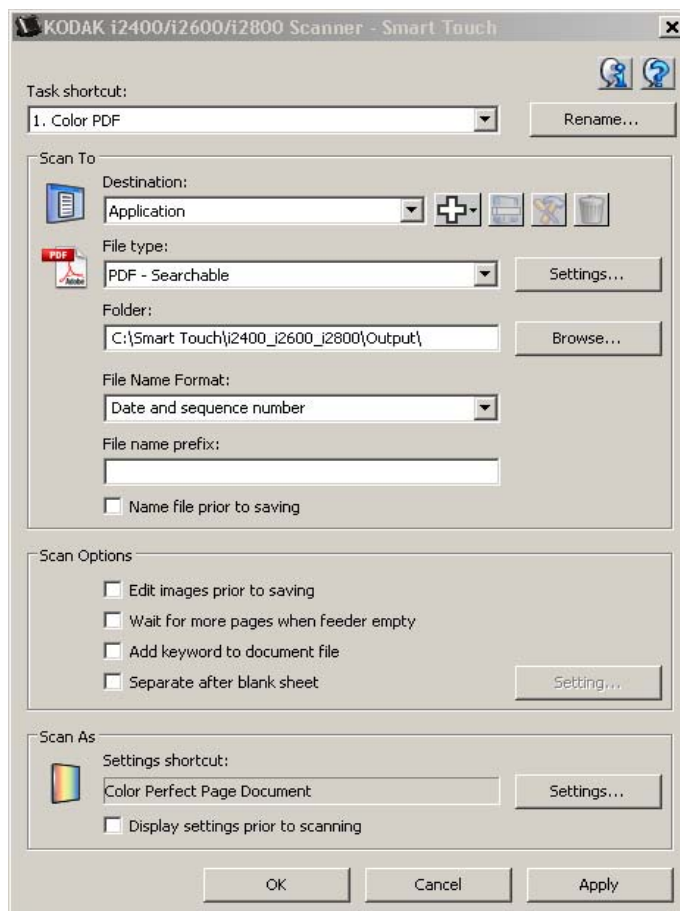 KODAK i2400/i2600/i2800 Scanner - Smart Touch
Task shortcut:
1. Color PDF
Rename...
Scan To
Destination:
Application
File type:
PDF
Adobe
PDF - Searchable
Settings...
Folder:
C:\Smart Touch\i2400_i2600_i2800\Output\
Browse...
File Name Format:
Date and sequence number
File name prefix:
Name file prior to saving
Scan Options
Edit images prior to saving
Wait for more pages when feeder empty
Add keyword to document file
Separate after blank sheet
Setting...
Scan As
Settings shortcut:
Color Perfect Page Document
Settings...
Display settings prior to scanning
OK
Cancel
Apply